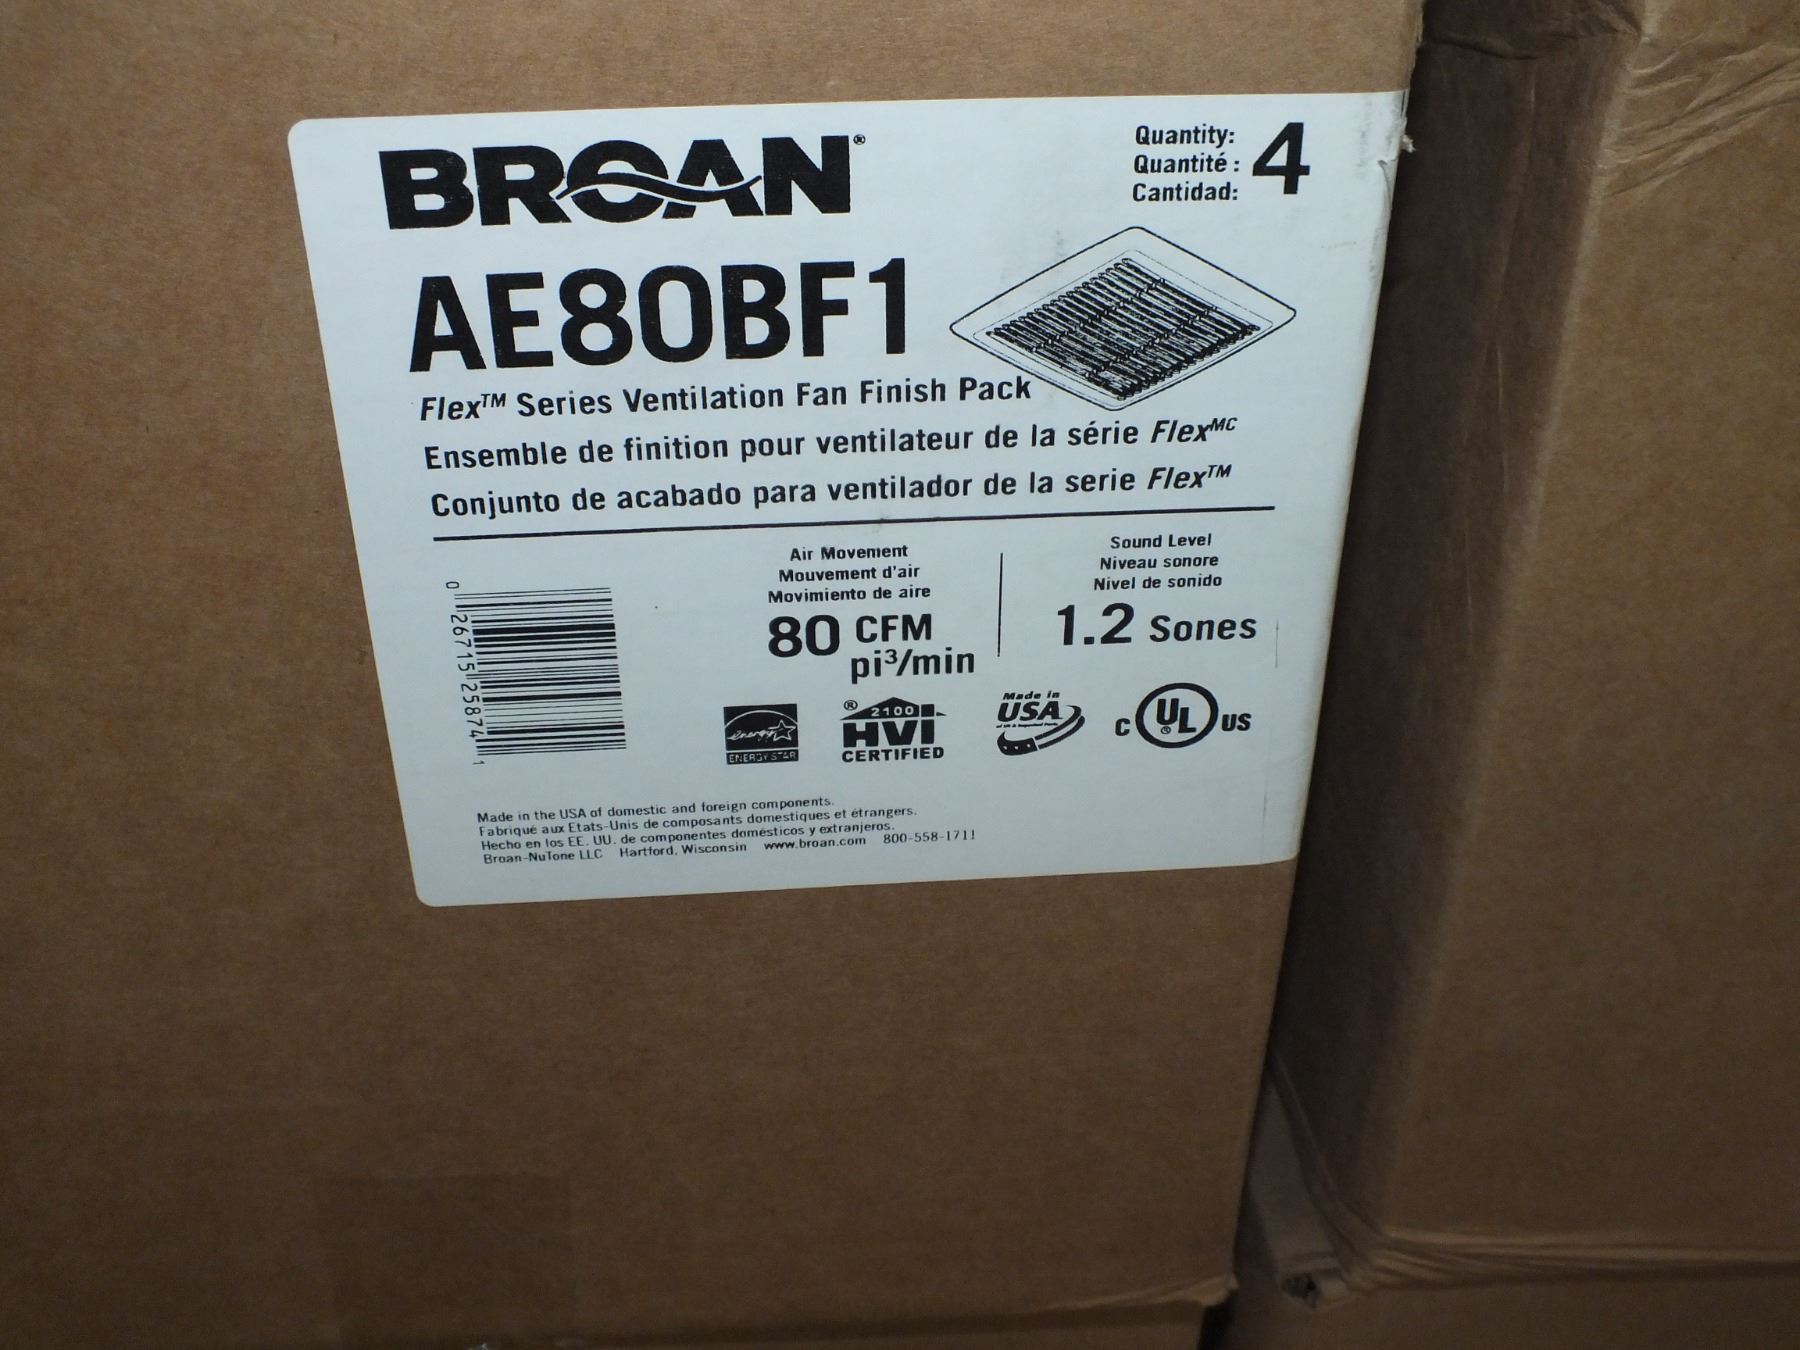 BROAN®
Quantity:
Quantité :
Cantidad:
4
AE80BF1
Flex™ Series Ventilation Fan Finish Pack
Ensemble de finition pour ventilateur de la série FlexMC
Conjunto de acabado para ventilador de la serie Flex™
Air Movement
Mouvement d'air
Movimiento de aire
80 CFM
pi³/min
Sound Level
Niveau sonore
Nivel de sonido
1.2 Sones
0 26715 25874 1
energy
ENERGY STAR
® 2100
HVI
CERTIFIED
Made in
USA
C UL® US
Made in the USA of domestic and foreign components.
Fabriqué aux Etats-Unis de composants domestiques et étrangers.
Hecho en los EE. UU. de componentes domésticos y extranjeros.
Broan-NuTone LLC Hartford, Wisconsin www.broan.com 800-558-1711